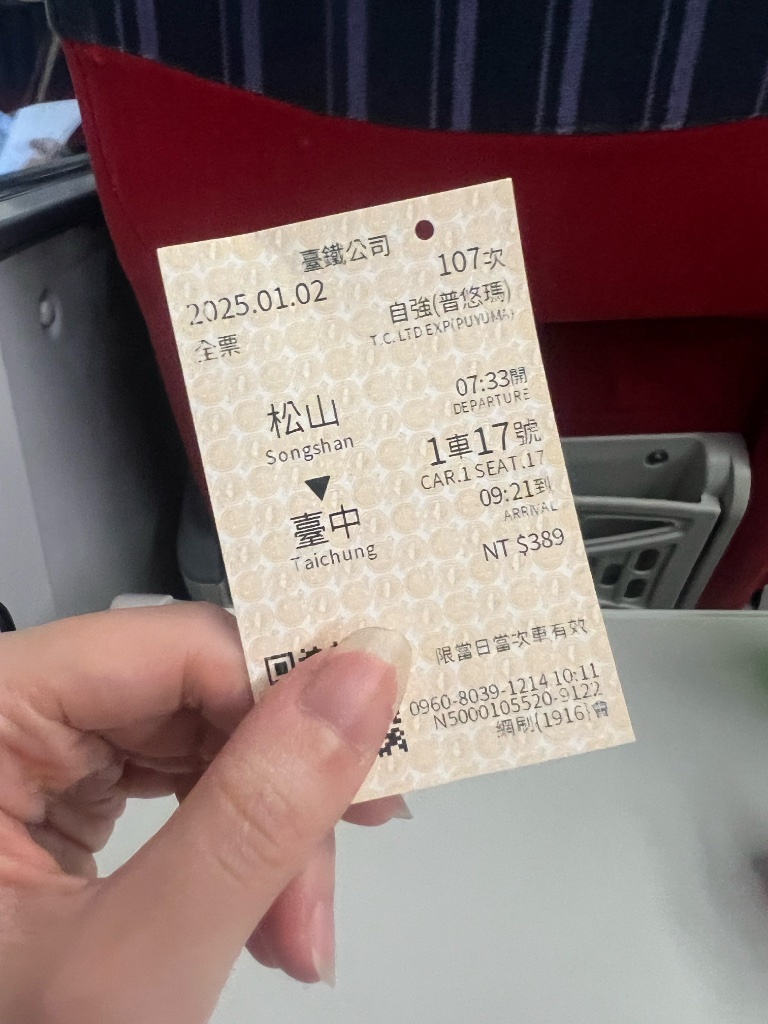 臺鐵公司
2025.01.02
107次
全票
自強(普悠瑪)
T.C. LTD EXP(PUYUMA)
松山
Songshan
07:33開
DEPARTURE
1車17號
CAR.1 SEAT.17
臺中
Taichung
09:21到
ARRIVAL
NT $389
限當日當次車有效
0960-8039-1214 10:11
N5000105520-9122
網刷(1916)會